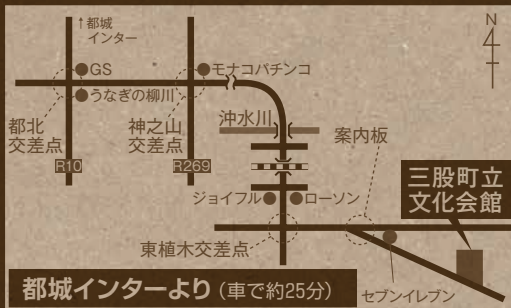 ↑都城
インター
N
GS
モナコパチンコ
うなぎの柳川
沖水川
都北
交差点
神之山
交差点
案内板
R10
R269
三股町立
文化会館
ジョイフル
ローソン
東植木交差点
都城インターより(車で約25分)
セブンイレブン